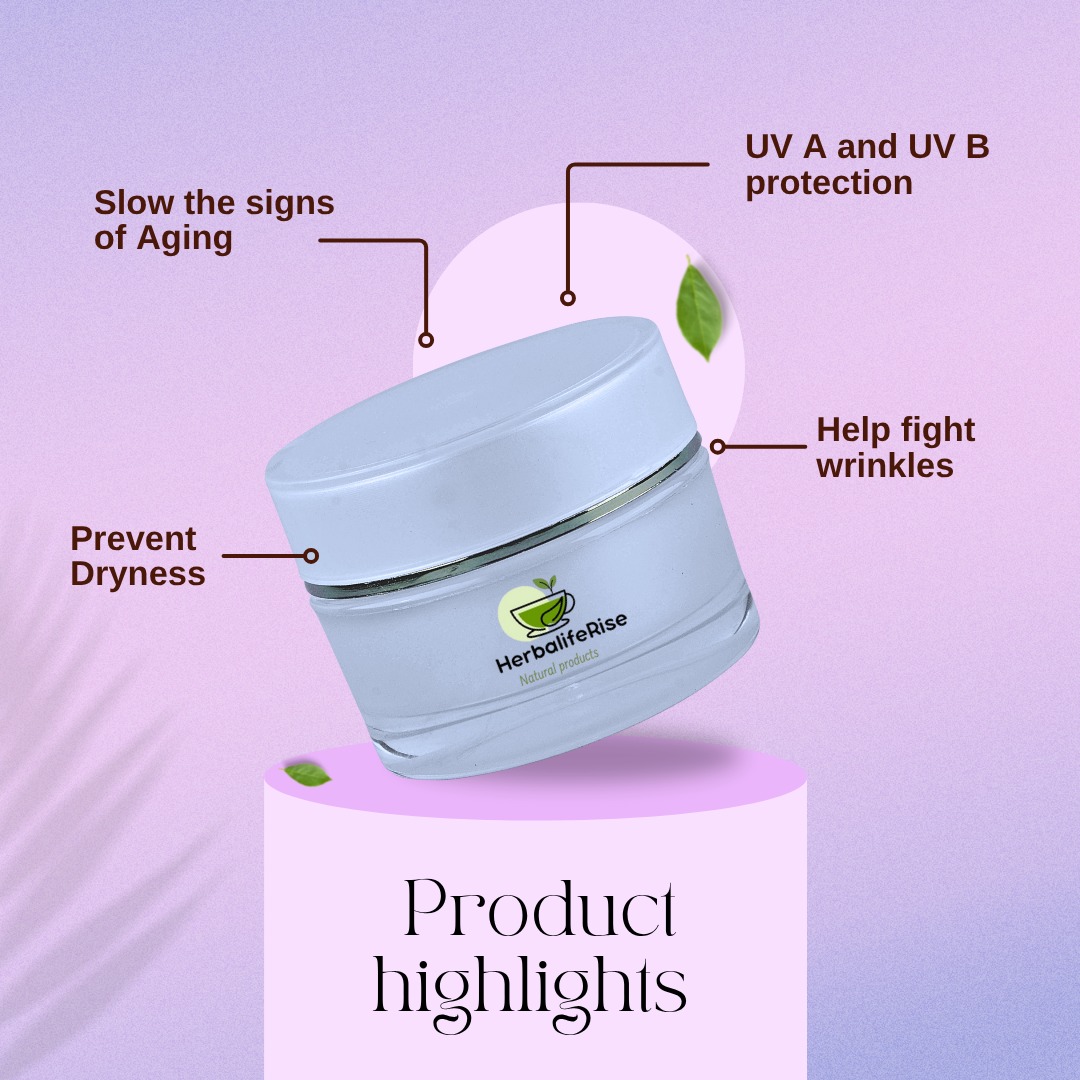 UV A and UV B
protection
Slow the signs
of Aging
Help fight
wrinkles
Prevent
Dryness
HerbalifeRise
Natural products
Product
highlights